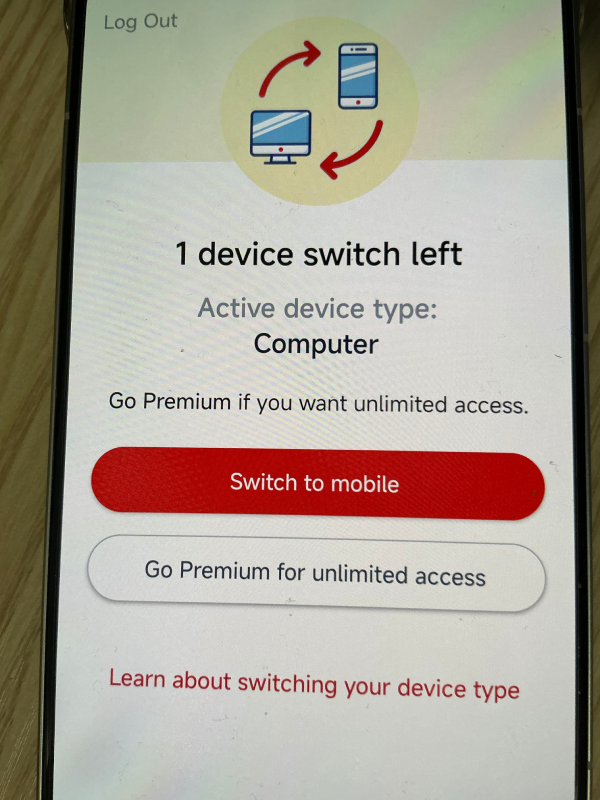 Log Out
1 device switch left
Active device type:
Computer
Go Premium if you want unlimited access.
Switch to mobile
Go Premium for unlimited access
Learn about switching your device type